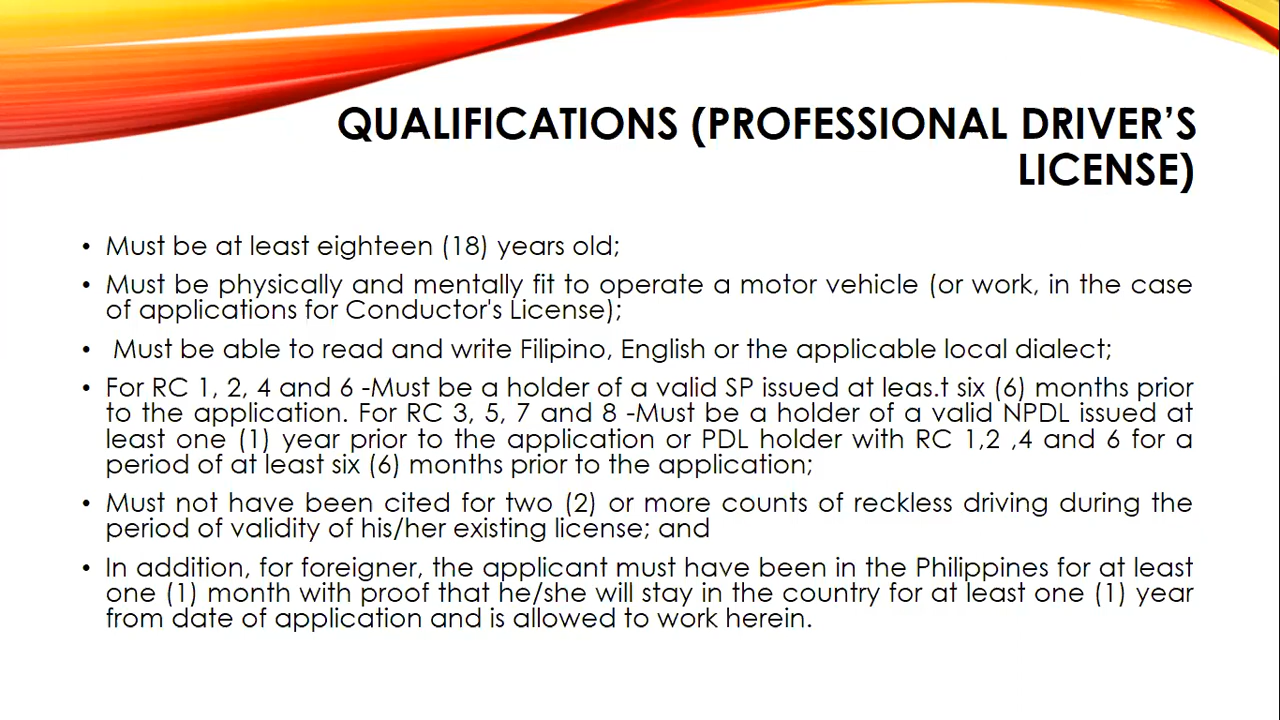 QUALIFICATIONS (PROFESSIONAL DRIVER’S
LICENSE)
• Must be at least eighteen (18) years old;
• Must be physically and mentally fit to operate a motor vehicle (or work, in the case
of applications for Conductor's License);
• Must be able to read and write Filipino, English or the applicable local dialect;
• For RC 1, 2, 4 and 6 -Must be a holder of a valid SP issued at leas.t six (6) months prior
to the application. For RC 3, 5, 7 and 8 -Must be a holder of a valid NPDL issued at
least one (1) year prior to the application or PDL holder with RC 1,2 ,4 and 6 for a
period of at least six (6) months prior to the application;
• Must not have been cited for two (2) or more counts of reckless driving during the
period of validity of his/her existing license; and
• In addition, for foreigner, the applicant must have been in the Philippines for at least
one (1) month with proof that he/she will stay in the country for at least one (1) year
from date of application and is allowed to work herein.